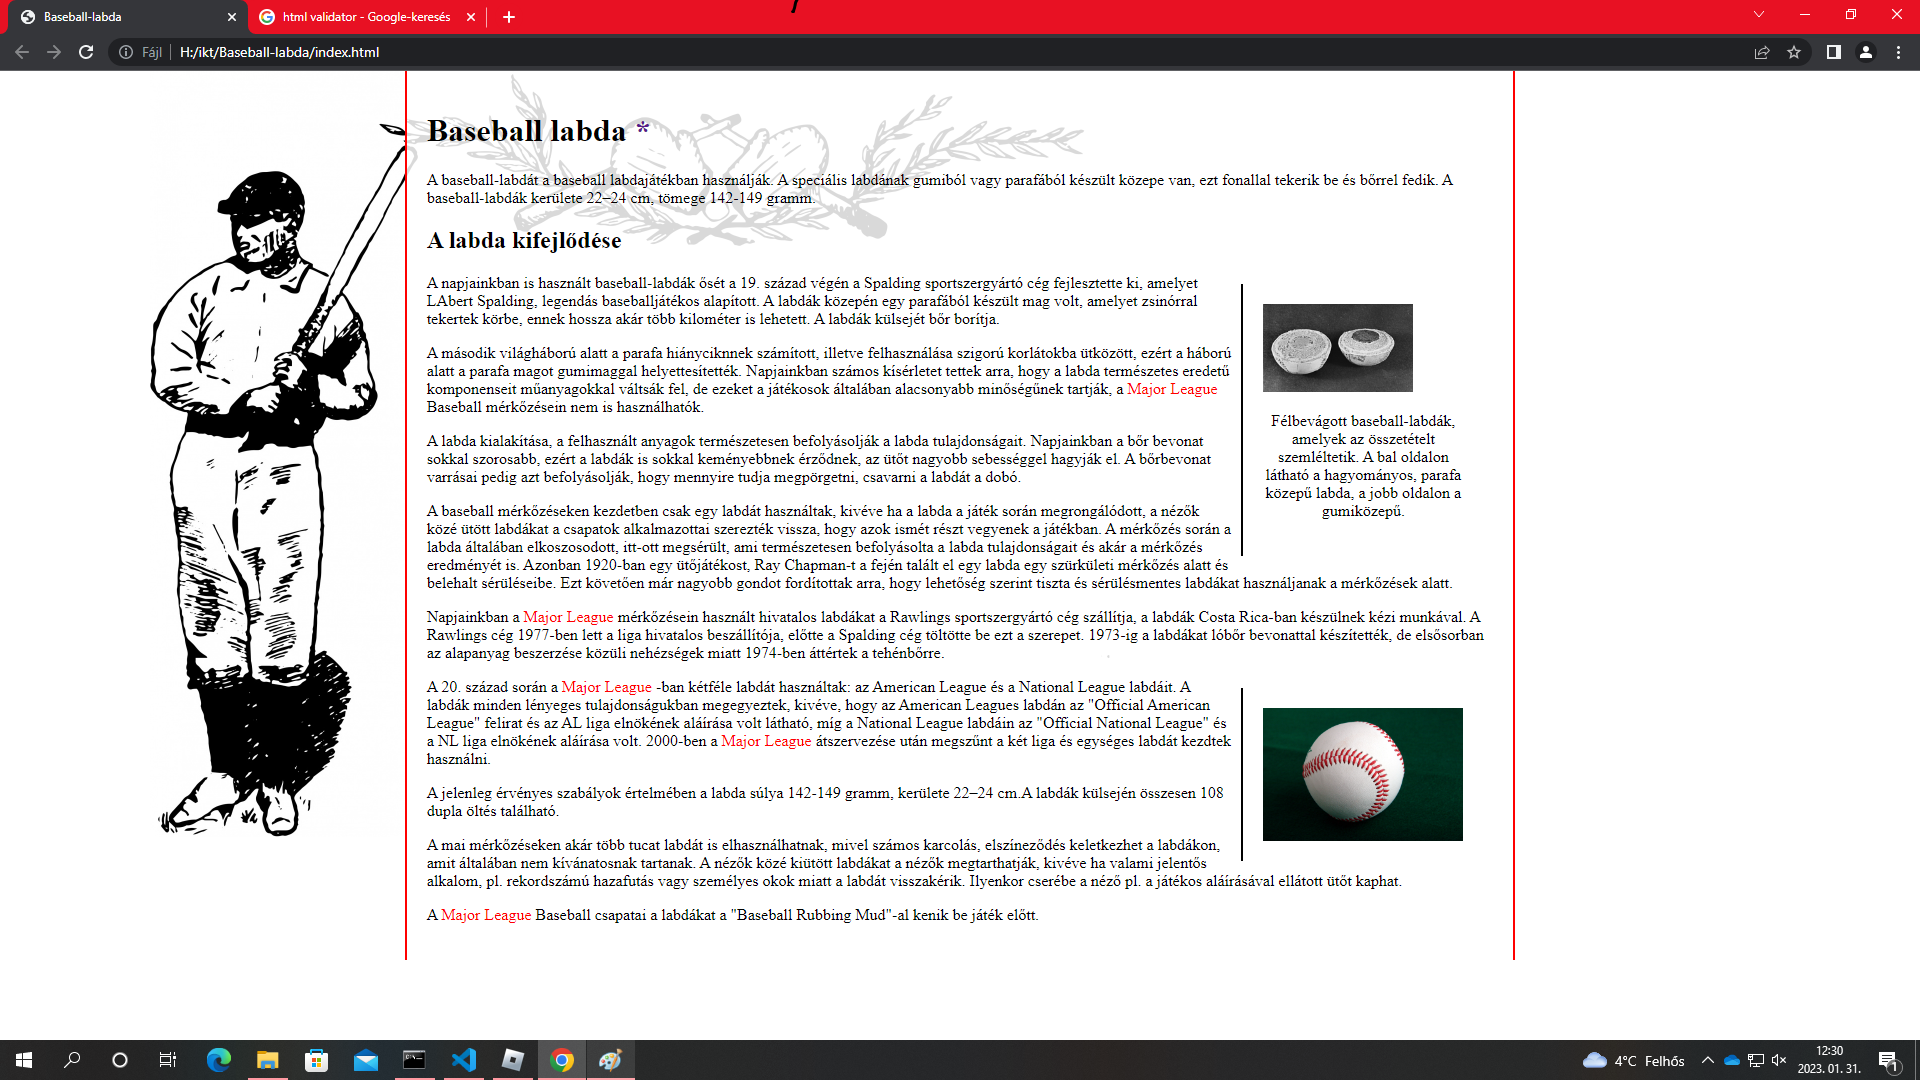 Baseball-labda
html validator - Google-keresés
Fájl
H:/ikt/Baseball-labda/index.html
Baseball labda *
A baseball-labdát a baseball labdajátékban használják. A speciális labdának gumiból vagy parafából készült közepe van, ezt fonallal tekerik be és bőrrel fedik. A
baseball-labdák kerülete 22–24 cm, tömege 142-149 gramm.
A labda kifejlődése
A napjainkban is használt baseball-labdák ősét a 19. század végén a Spalding sportszergyártó cég fejlesztette ki, amelyet
LAbert Spalding, legendás baseballjátékos alapított. A labdák közepén egy parafából készült mag volt, amelyet zsinórral
tekertek körbe, ennek hossza akár több kilométer is lehetett. A labdák külsejét bőr borítja.
A második világháború alatt a parafa hiányciknnek számított, illetve felhasználása szigorú korlátokba ütközött, ezért a háború
alatt a parafa magot gumimaggal helyettesítették. Napjainkban számos kísérletet tettek arra, hogy a labda természetes eredetű
komponenseit műanyagokkal váltsák fel, de ezeket a játékosok általában alacsonyabb minőségűnek tartják, a Major League
Baseball mérkőzésein nem is használhatók.
A labda kialakítása, a felhasznált anyagok természetesen befolyásolják a labda tulajdonságait. Napjainkban a bőr bevonat
sokkal szorosabb, ezért a labdák is sokkal keményebbnek érződnek, az ütőt nagyobb sebességgel hagyják el. A bőrbevonat
varrásai pedig azt befolyásolják, hogy mennyire tudja megpörgetni, csavarni a labdát a dobó.
A baseball mérkőzéseken kezdetben csak egy labdát használtak, kivéve ha a labda a játék során megrongálódott, a nézők
közé ütött labdákat a csapatok alkalmazottai szerezték vissza, hogy azok ismét részt vegyenek a játékban. A mérkőzés során a
labda általában elkoszosodott, itt-ott megsérült, ami természetesen befolyásolta a labda tulajdonságait és akár a mérkőzés
eredményét is. Azonban 1920-ban egy ütőjátékost, Ray Chapman-t a fején talált el egy labda egy szürkületi mérkőzés alatt és
belehalt sérüléseibe. Ezt követően már nagyobb gondot fordítottak arra, hogy lehetőség szerint tiszta és sérülésmentes labdákat használjanak a mérkőzések alatt.
Félbevágott baseball-labdák,
amelyek az összetételt
szemléltetik. A bal oldalon
látható a hagyományos, parafa
közepű labda, a jobb oldalon a
gumiközepű.
Napjainkban a Major League mérkőzésein használt hivatalos labdákat a Rawlings sportszergyártó cég szállítja, a labdák Costa Rica-ban készülnek kézi munkával. A
Rawlings cég 1977-ben lett a liga hivatalos beszállítója, előtte a Spalding cég töltötte be ezt a szerepet. 1973-ig a labdákat lóbőr bevonattal készítették, de elsősorban
az alapanyag beszerzése közüli nehézségek miatt 1974-ben áttértek a tehénbőrre.
A 20. század során a Major League -ban kétféle labdát használtak: az American League és a National League labdáit. A
labdák minden lényeges tulajdonságukban megegyeztek, kivéve, hogy az American Leagues labdán az "Official American
League" felirat és az AL liga elnökének aláírása volt látható, míg a National League labdáin az "Official National League" és
a NL liga elnökének aláírása volt. 2000-ben a Major League átszervezése után megszűnt a két liga és egységes labdát kezdtek
használni.
A jelenleg érvényes szabályok értelmében a labda súlya 142-149 gramm, kerülete 22–24 cm.A labdák külsején összesen 108
dupla öltés található.
A mai mérkőzéseken akár több tucat labdát is elhasználhatnak, mivel számos karcolás, elszíneződés keletkezhet a labdákon,
amit általában nem kívánatosnak tartanak. A nézők közé kiütött labdákat a nézők megtarthatják, kivéve ha valami jelentős
alkalom, pl. rekordszámú hazafutás vagy személyes okok miatt a labdát visszakérik. Ilyenkor cserébe a néző pl. a játékos aláírásával ellátott ütőt kaphat.
A Major League Baseball csapatai a labdákat a "Baseball Rubbing Mud"-al kenik be játék előtt.
4°C Felhős
12:30
2023. 01. 31.
1